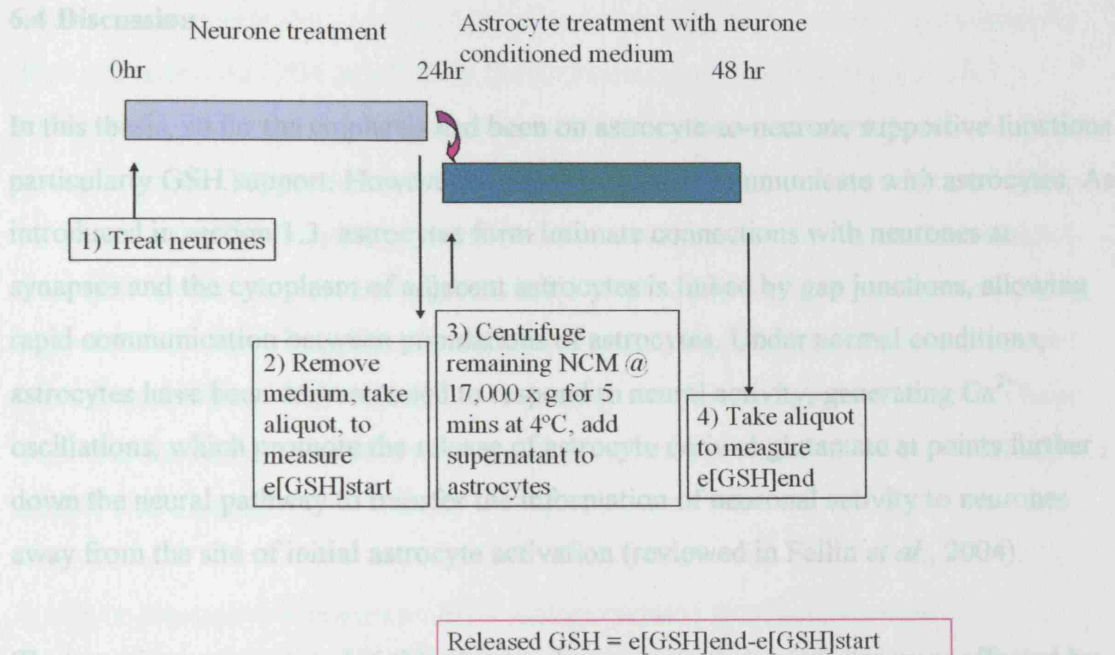 6.4 Discussion
Neurone treatment
Astrocyte treatment with neurone
conditioned medium
0hr
24hr
48 hr
In this thesis, the emphasis had been on astrocyte to neurone supportive functions
particularly GSH support. However communicate with astrocytes. As
introduced in section 1.3, astrocytes form intimate connections with neurones at
synapses and the cytoplasm of adjacent astrocytes is linked by gap junctions, allowing
rapid communication between populations of astrocytes. Under normal conditions,
astrocytes have been to neural activity, generating Ca2+
oscillations, which promote the release of astrocyte derived glutamate at points further
down the neural pathway to transfer the information of neuronal activity to neurones
away from the site of initial astrocyte activation (reviewed in Fellin et al., 2004).
1) Treat neurones
2) Remove
medium, take
aliquot, to
measure
e[GSH]start
3) Centrifuge
remaining NCM @
17,000 xg for 5
mins at 4°C, add
supernatant to
astrocytes
4) Take aliquot
to measure
e[GSH]end
Released GSH = e[GSH]end-e[GSH]start